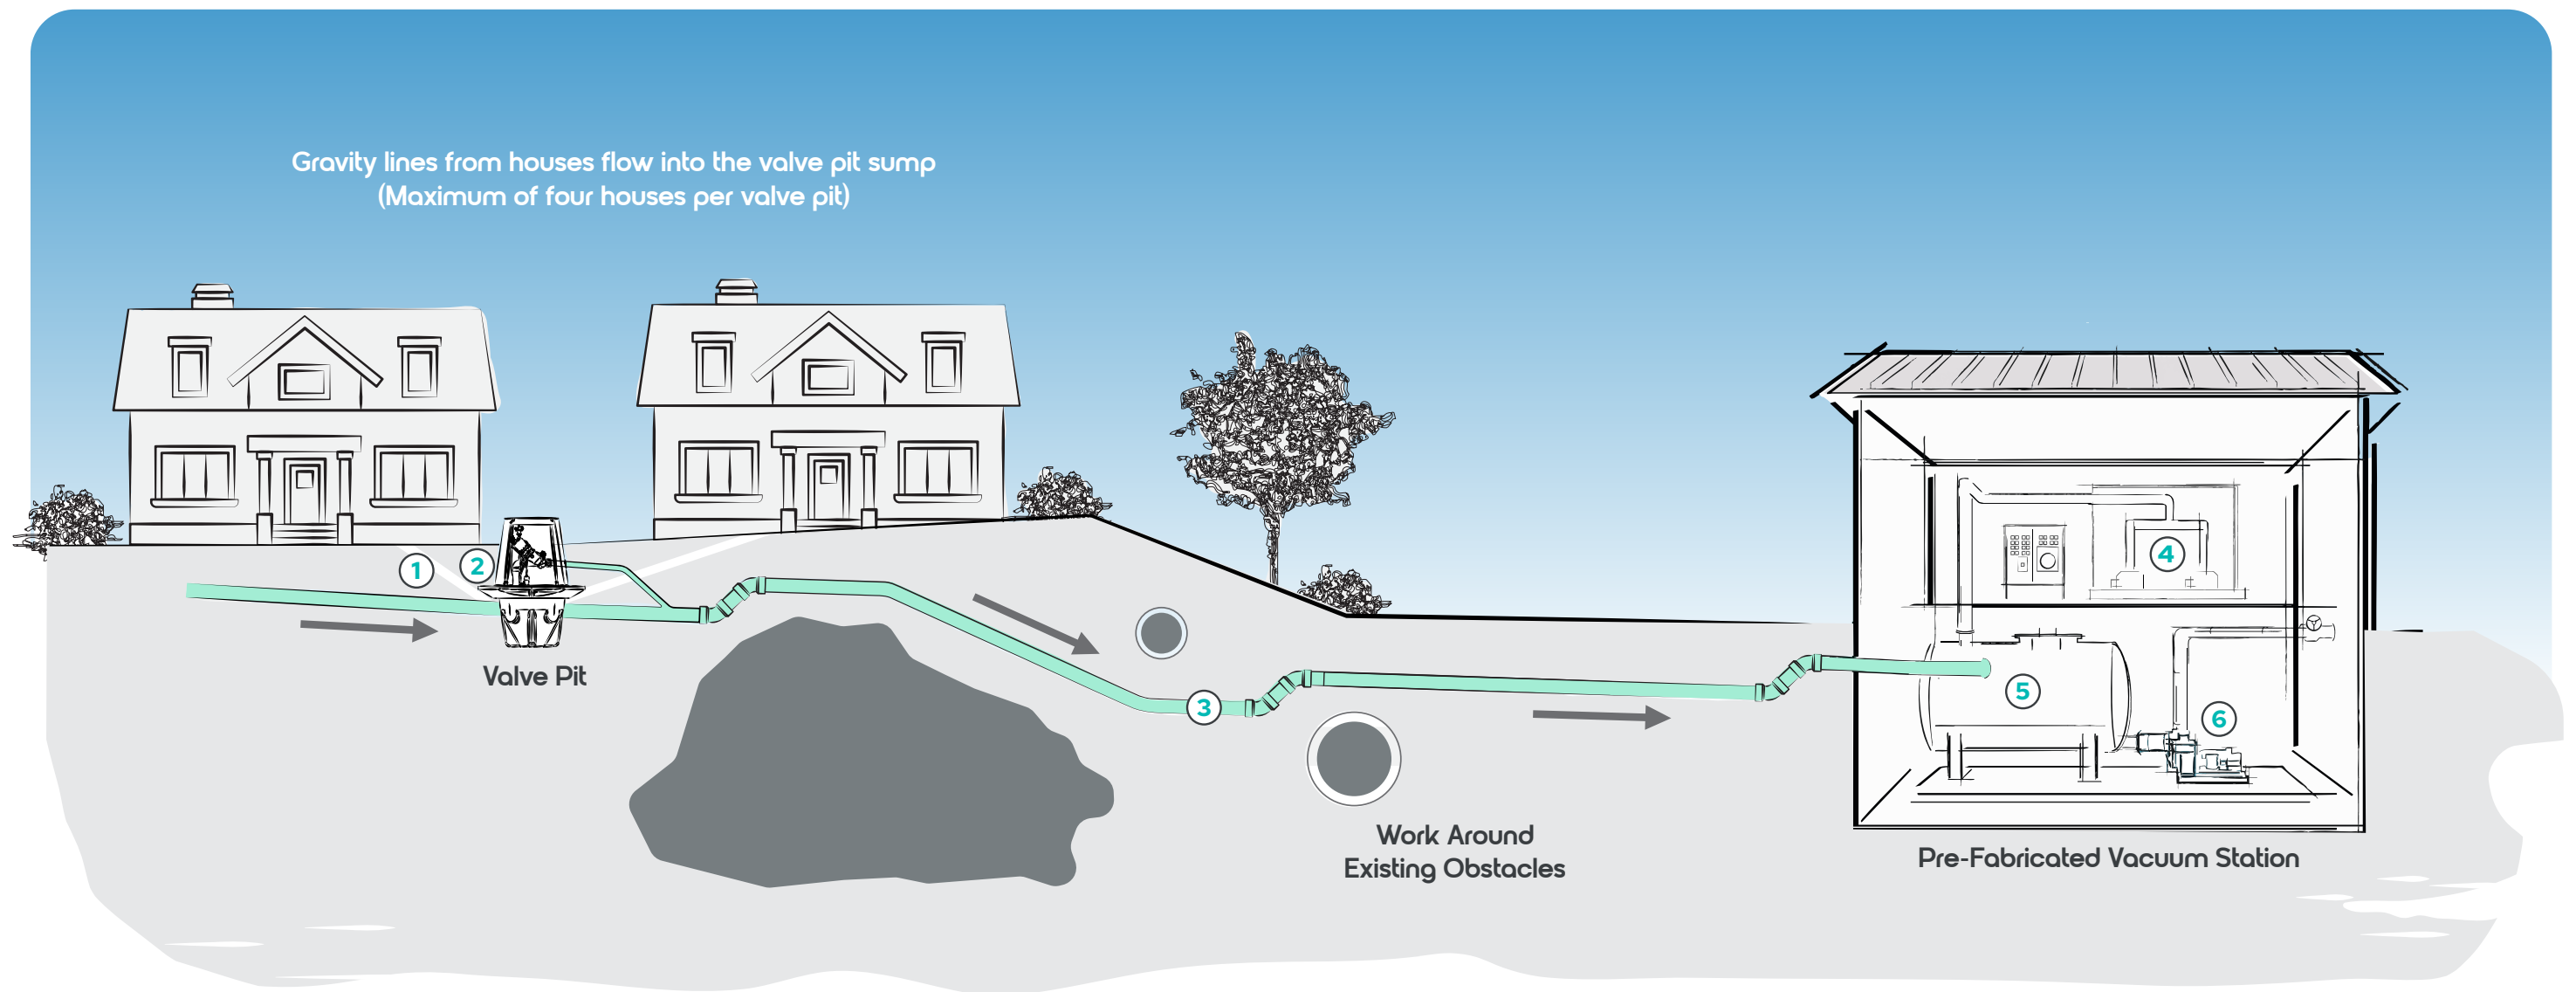 Gravity lines from houses flow into the valve pit sump
(Maximum of four houses per valve pit)
1
2
Valve Pit
3
Work Around
Existing Obstacles
4
5
6
Pre-Fabricated Vacuum Station